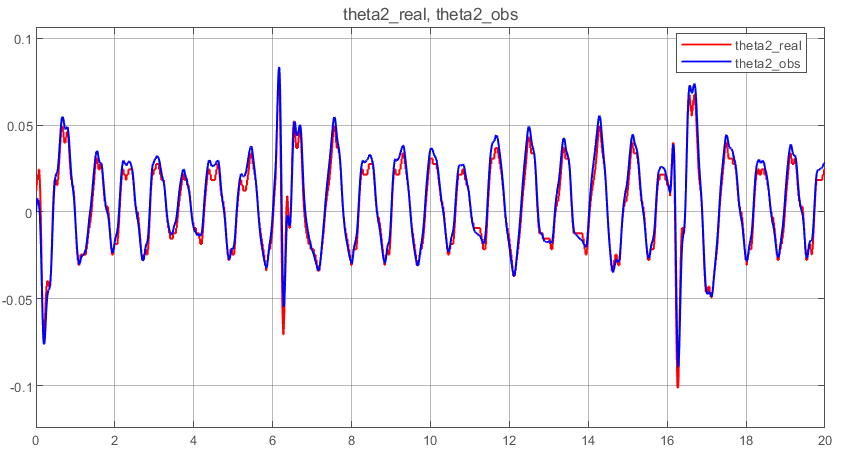 theta2_real, theta2_obs
theta2_real
theta2_obs
0.1
0.05
0
-0.05
-0.1
0 2 4 6 8 10 12 14 16 18 20